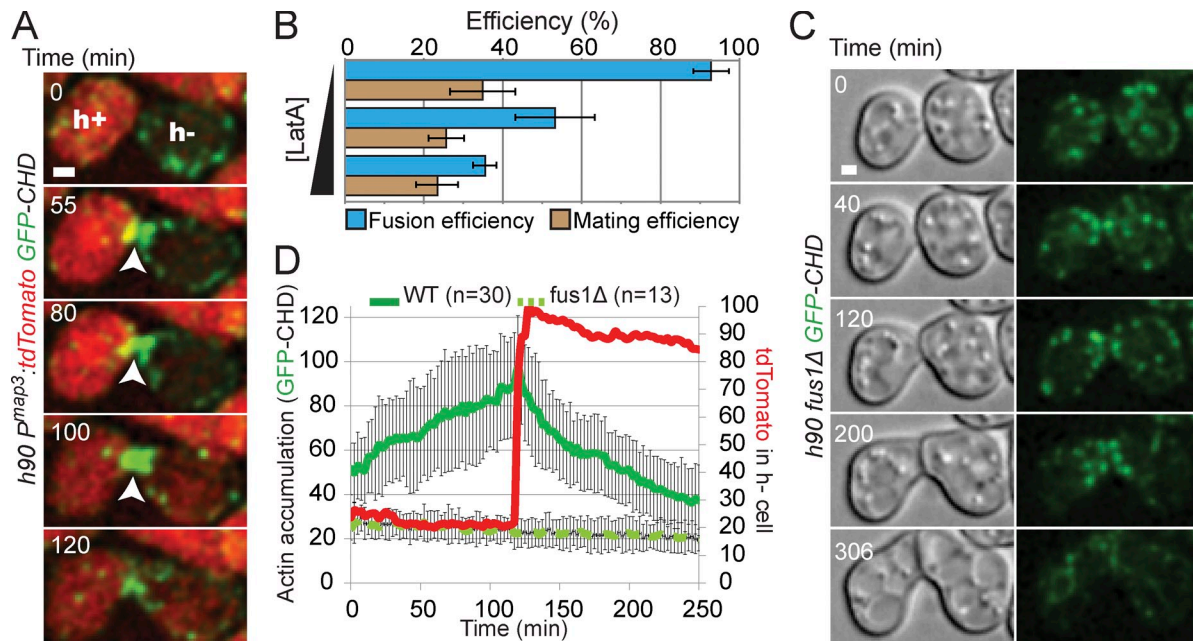 A
Time (min)
h90 Pmap3:tdTomato GFP-CHD
0
h+
h-
55
80
100
120
B
Efficiency (%)
0 20 40 60 80 100
[LatA]
Fusion efficiency
Mating efficiency
D
WT (n=30)
fus1Δ (n=13)
Actin accumulation (GFP-CHD)
120
100
80
60
40
20
0
100
90
80
70
60
50
40
30
20
10
0
tdTomato in h- cell
0 50 100 150 200 250
Time (min)
C
Time (min)
h90 fus1Δ GFP-CHD
0
40
120
200
306